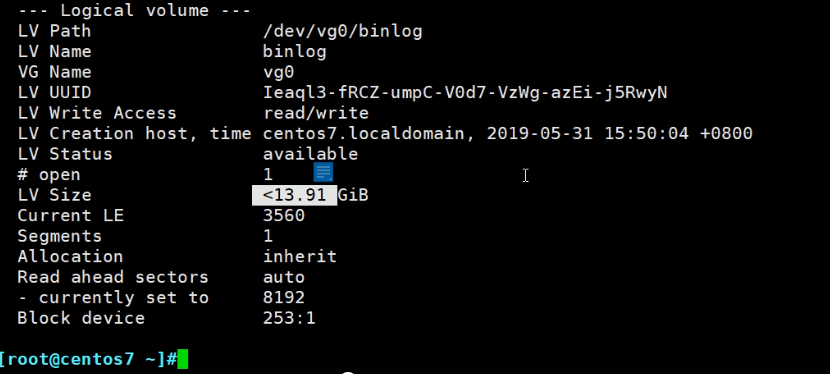 --- Logical volume ---
LV Path                /dev/vg0/binlog
LV Name                binlog
VG Name                vg0
LV UUID                Ieaql3-fRCZ-umpC-V0d7-VzWg-azEi-j5RwyN
LV Write Access        read/write
LV Creation host, time centos7.localdomain, 2019-05-31 15:50:04 +0800
LV Status              available
# open                 1
LV Size                <13.91 GiB
Current LE             3560
Segments               1
Allocation             inherit
Read ahead sectors     auto
- currently set to     8192
Block device           253:1
[root@centos7 ~]#